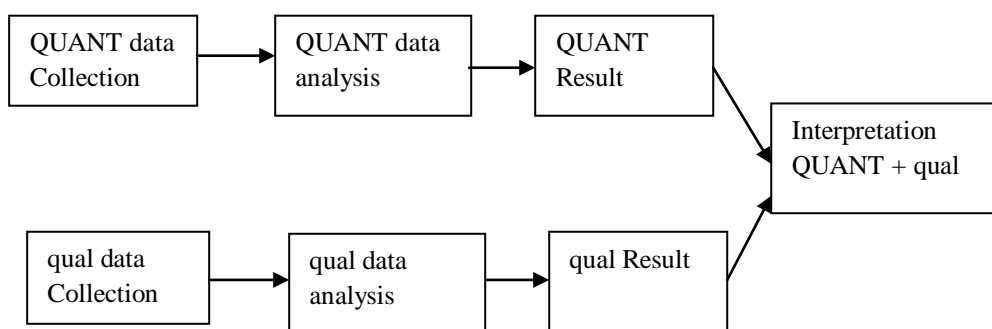 QUANT data
Collection
QUANT data
analysis
QUANT
Result
Interpretation
QUANT + qual
qual data
Collection
qual data
analysis
qual Result